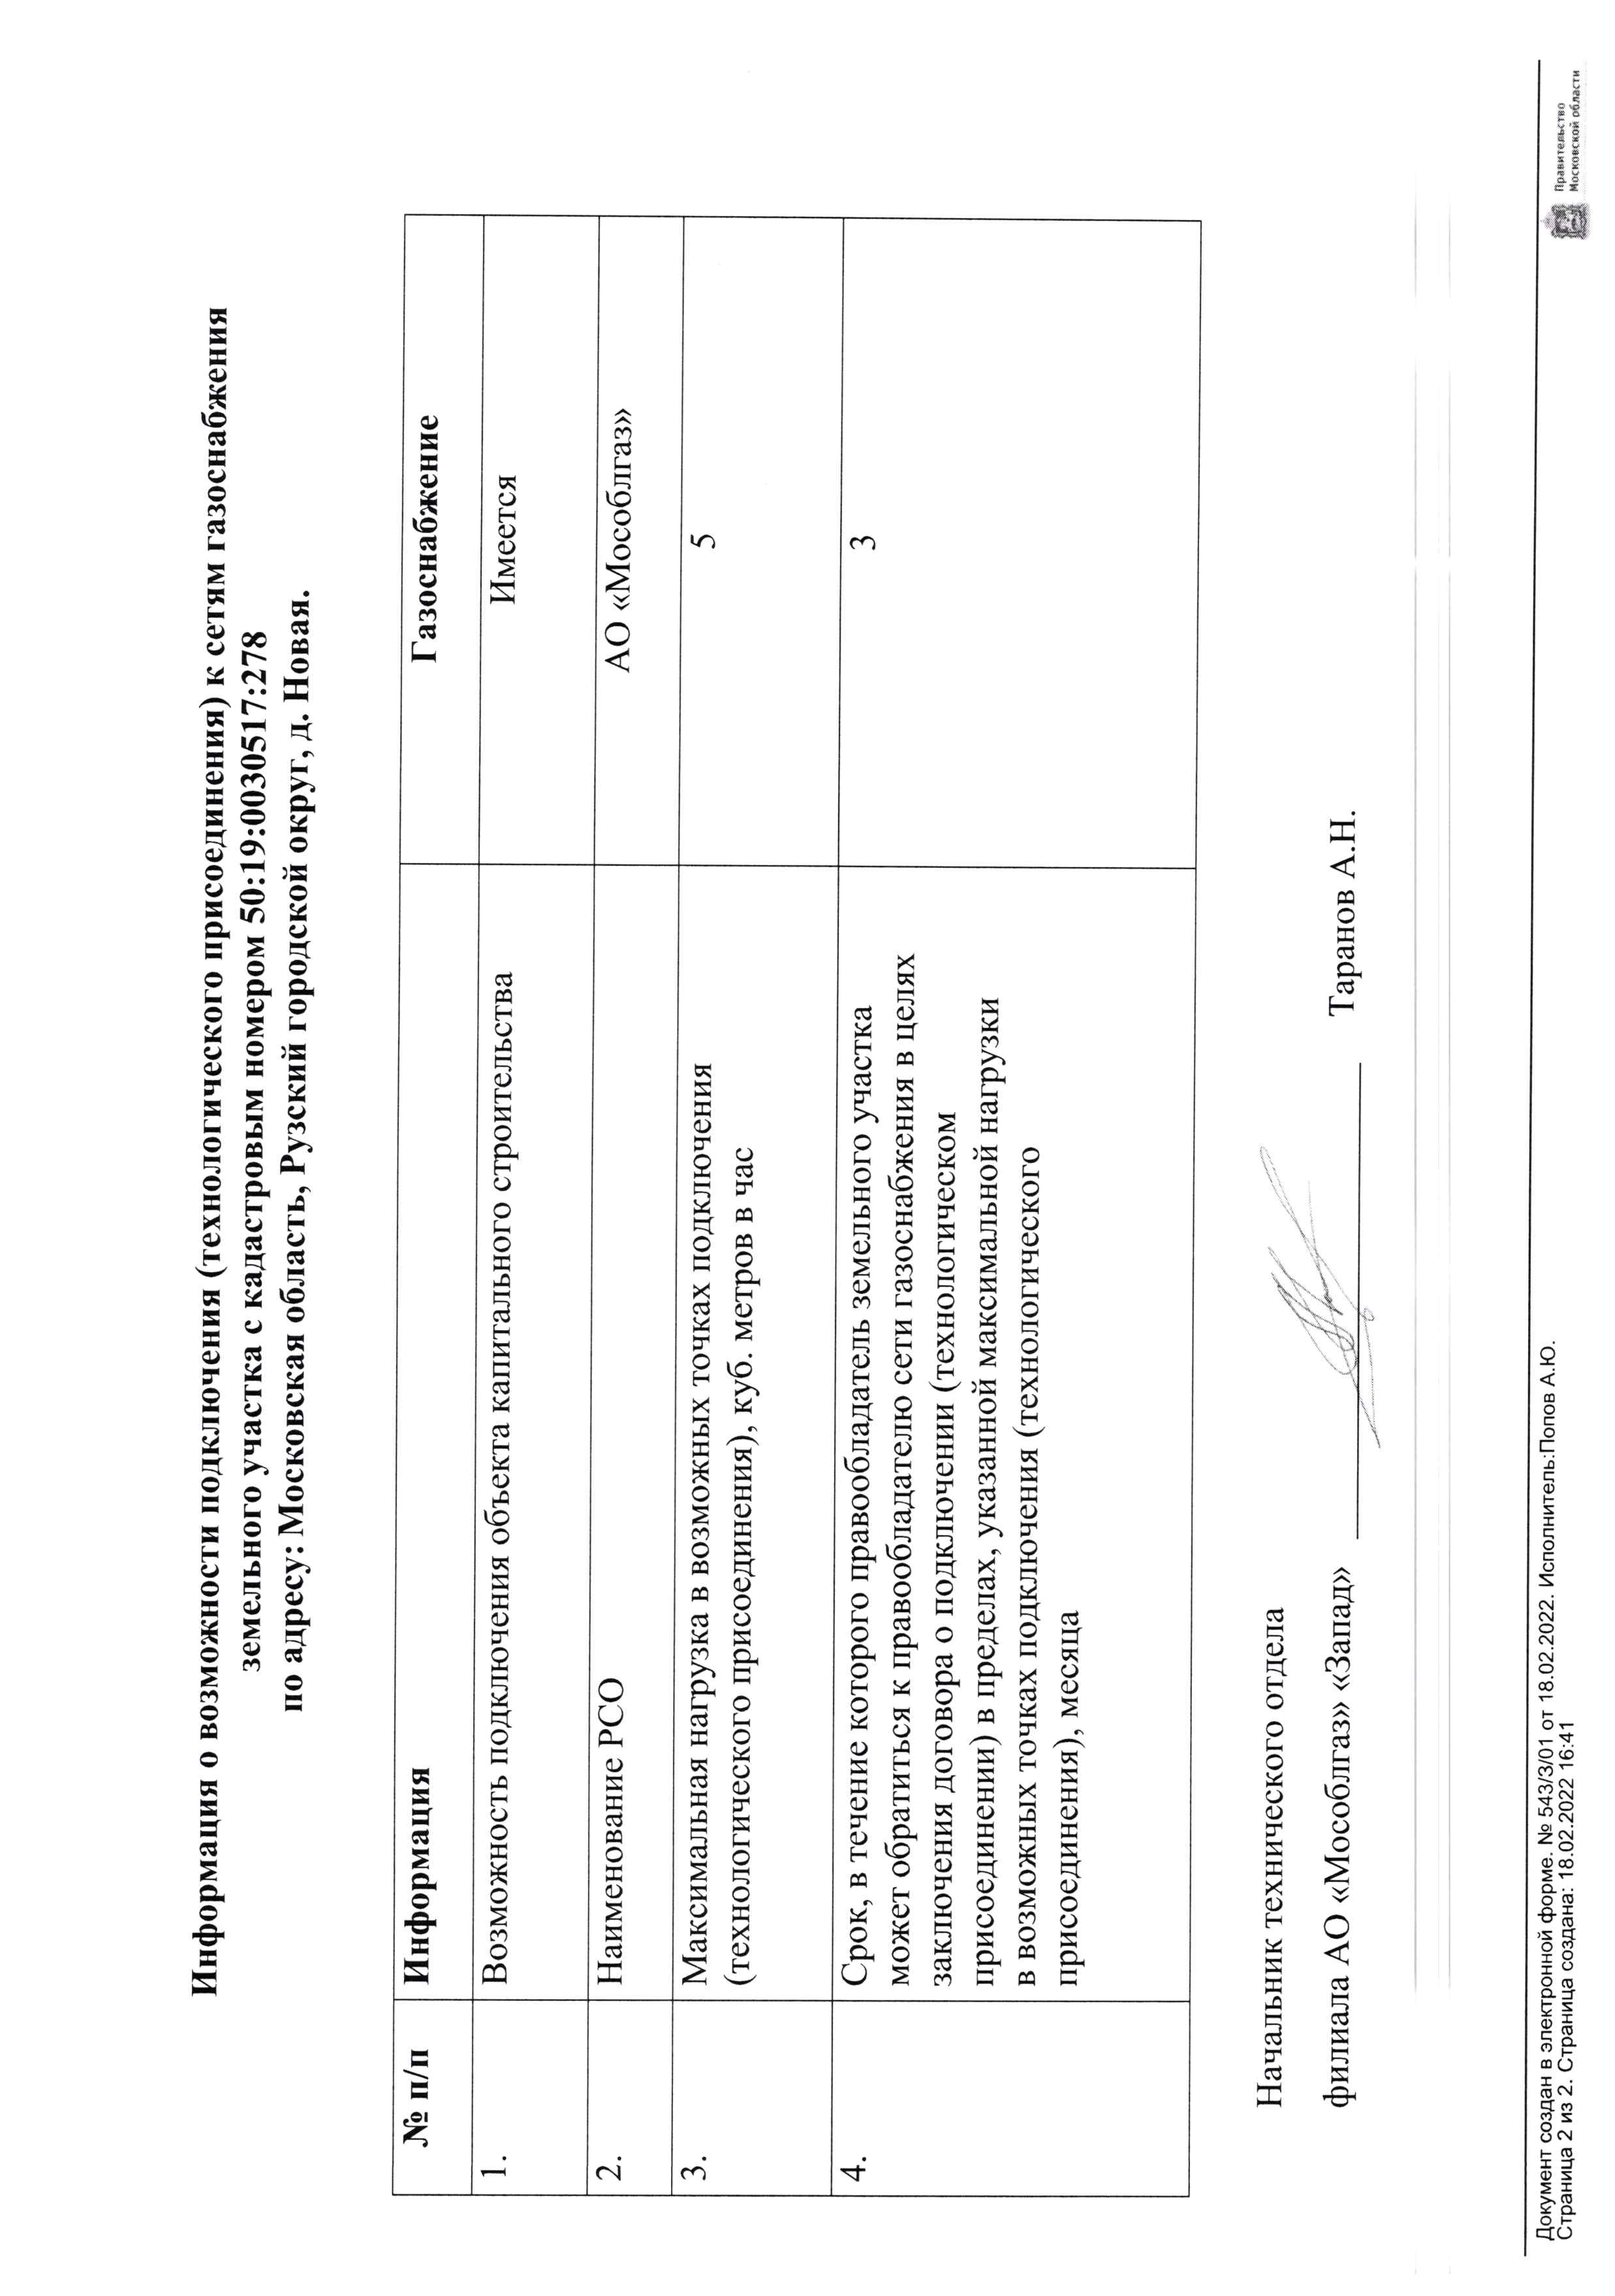 Информация о возможности подключения (технологического присоединения) к сетям газоснабжения
земельного участка с кадастровым номером 50:19:0030517:278
по адресу: Московская область, Рузский городской округ, д. Новая.
№ п/п Информация Газоснабжение
1. Возможность подключения объекта капитального строительства Имеется
2. Наименование РСО АО «Мособлгаз»
3. Максимальная нагрузка в возможных точках подключения 5
(технологического присоединения), куб. метров в час
4. Срок, в течение которого правообладатель земельного участка 3
может обратиться к правообладателю сети газоснабжения в целях
заключения договора о подключении (технологическом
присоединении) в пределах, указанной максимальной нагрузки
в возможных точках подключения (технологического
присоединения), месяца
Начальник технического отдела
филиала АО «Мособлгаз» «Запад» Таранов А.Н.
Документ создан в электронной форме. № 543/3/01 от 18.02.2022. Исполнитель:Попов А.Ю.
Страница 2 из 2. Страница создана: 18.02.2022 16:41
Правительство
Московской области